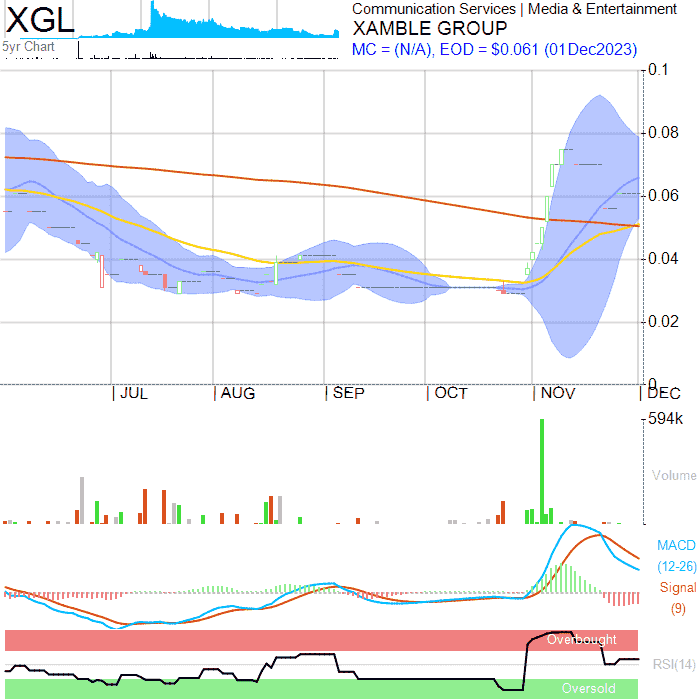 XGL
5yr Chart
Communication Services | Media & Entertainment
XAMBLE GROUP
MC = (N/A), EOD = $0.061 (01Dec2023)
0.1
0.08
0.06
0.04
0.02
0
JUL AUG SEP OCT NOV DEC
594k
Volume
MACD
(12-26)
Signal
(9)
Overbought
RSI(14)
Oversold